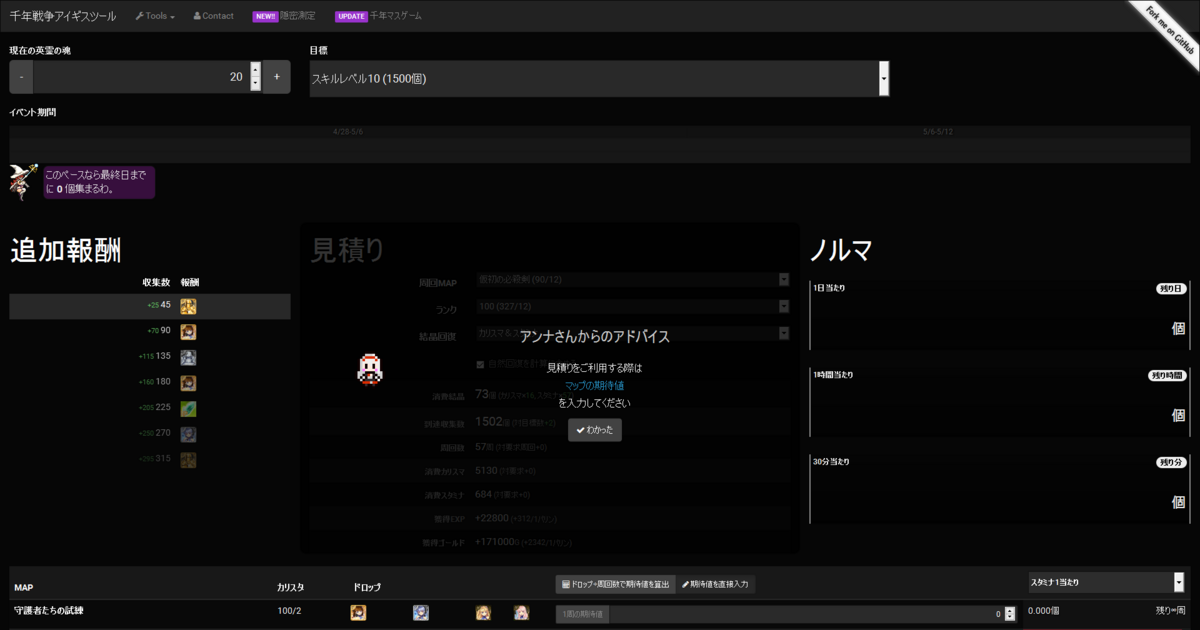 千年戦争アイギスツール Tools Contact NEW!! 隠密測定 UPDATE 千年マスゲーム
Fork me on GitHub
現在の英霊の魂
- 20 +
目標
スキルレベル10 (1500個)
イベント期間
4/28-5/6 5/6-5/12
このペースなら最終日まで
に 0 個集まるわ。
追加報酬
収集数 報酬
+25 45
+70 90
+115 135
+160 180
+205 225
+250 270
+295 315
見積り
周回MAP
ランク 100 (327/12)
結晶回復
アンナさんからのアドバイス
見積りをご利用する際は
マップの期待値
を入力してください
わかった
消費結晶 73個
到達収集数 1502個
周回数 57周
消費カリスマ 5130
消費スタミナ 684
獲得EXP +22800
獲得ゴールド +171000
ノルマ
1日当たり 残り日
個
1時間当たり 残り時間
個
30分当たり 残り分
個
MAP カリスタ ドロップ ドロップ÷周回数で期待値を算出 期待値を直接入力 スタミナ1当たり
守護者たちの試練 100/2 1周の期待値 0 0.000個 残り∞周